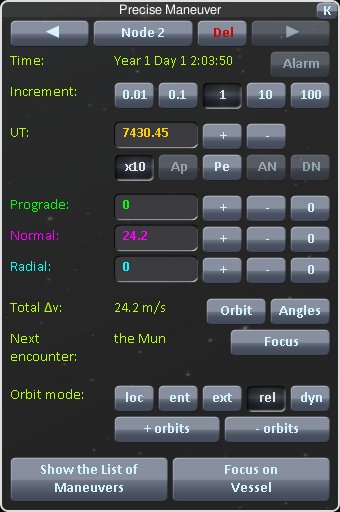 Precise Maneuver K
◄ Node 2 Del ►
Time: Year 1 Day 1 2:03:50 Alarm
Increment: 0.01 0.1 1 10 100
UT: 7430.45 + -
x10 Ap Pe AN DN
Prograde: 0 + - 0
Normal: 24.2 + - 0
Radial: 0 + - 0
Total Δv: 24.2 m/s Orbit Angles
Next
encounter: the Mun Focus
Orbit mode: loc ent ext rel dyn
+ orbits - orbits
Show the List of
Maneuvers
Focus on
Vessel